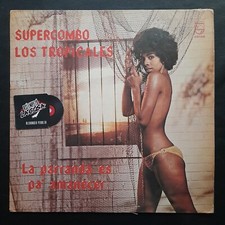 SUPERCOMBO
LOS TROPICALES
La parranda es
pa' amanecer